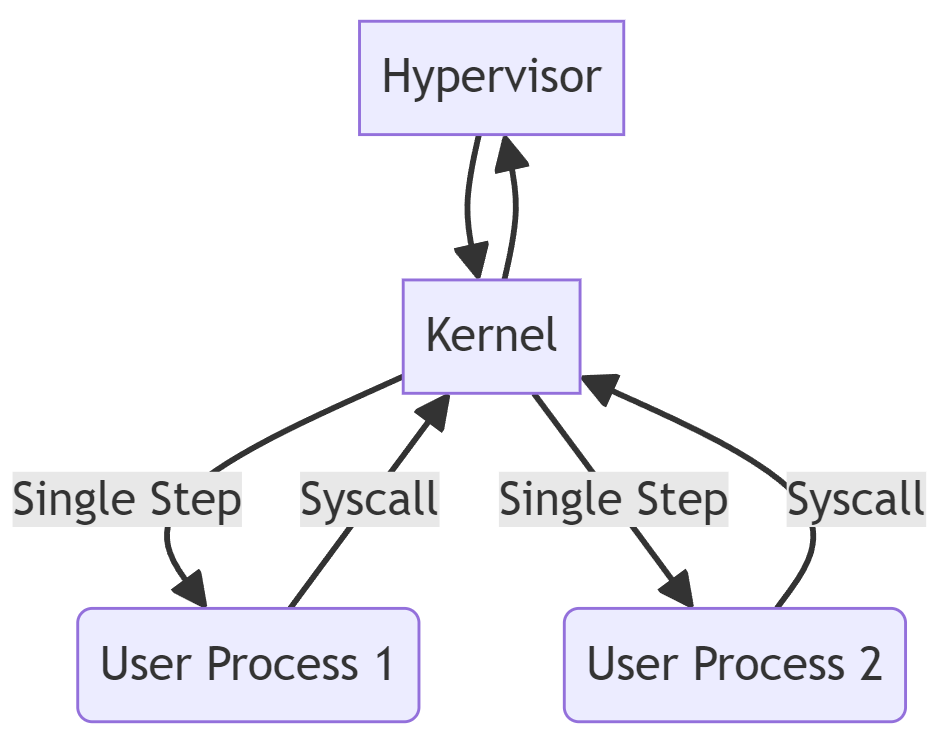 Hypervisor
Kernel
Single Step
Syscall
Single Step
Syscall
User Process 1
User Process 2